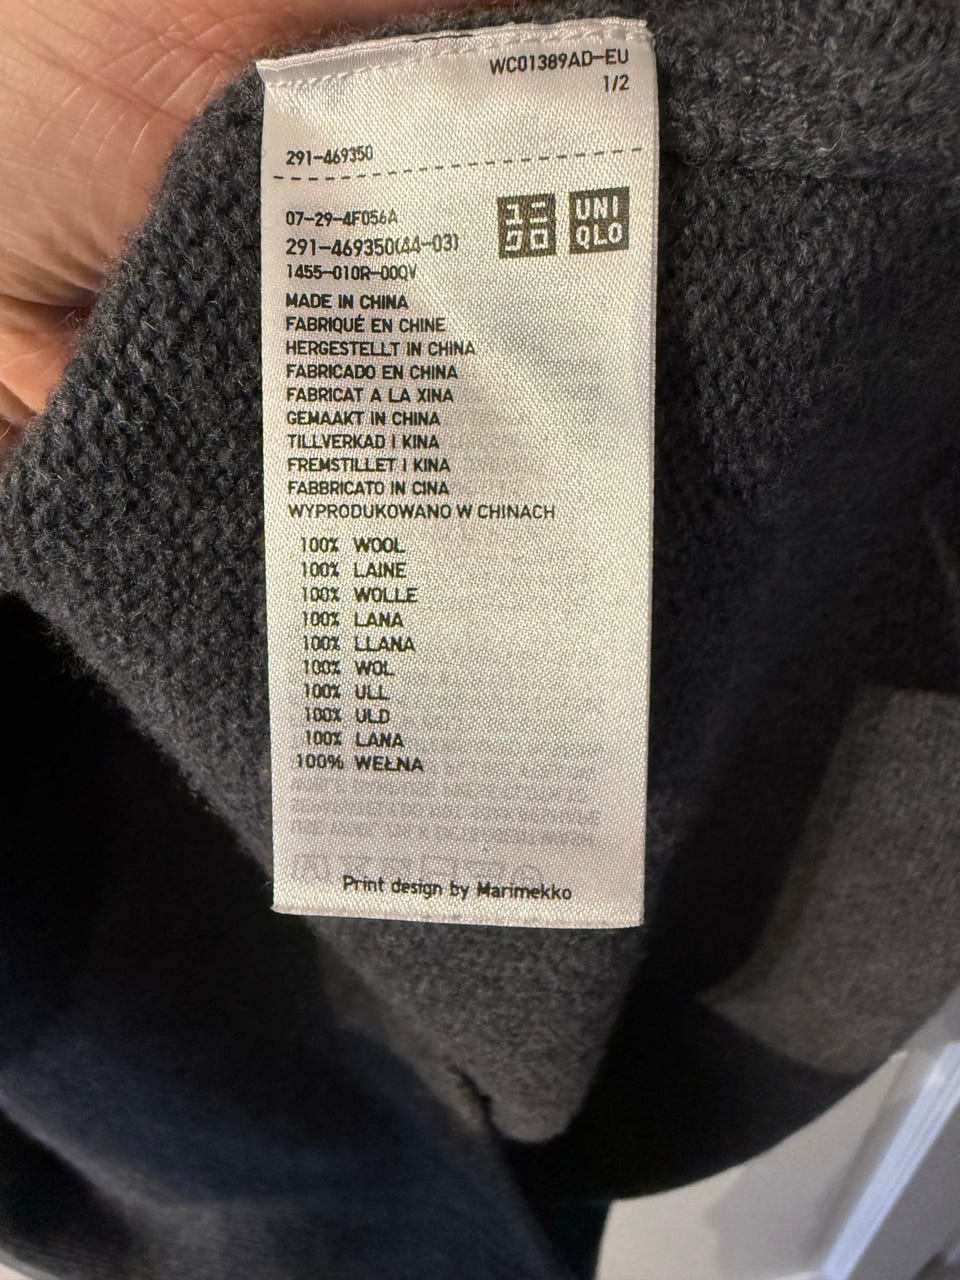 WC01389AD-EU
1/2
291-469350
07-29-4F056A
291-469350(44-03)
1455-010R-00QV
UNI
QLO
MADE IN CHINA
FABRIQUÉ EN CHINE
HERGESTELLT IN CHINA
FABRICADO EN CHINA
FABRICAT A LA XINA
GEMAAKT IN CHINA
TILLVERKAD I KINA
FREMSTILLET I KINA
FABBRICATO IN CINA
WYPRODUKOWANO W CHINACH
100% WOOL
100% LAINE
100% WOLLE
100% LANA
100% LLANA
100% WOL
100% ULL
100% ULD
100% LANA
100% WEŁNA
Print design by Marimekko